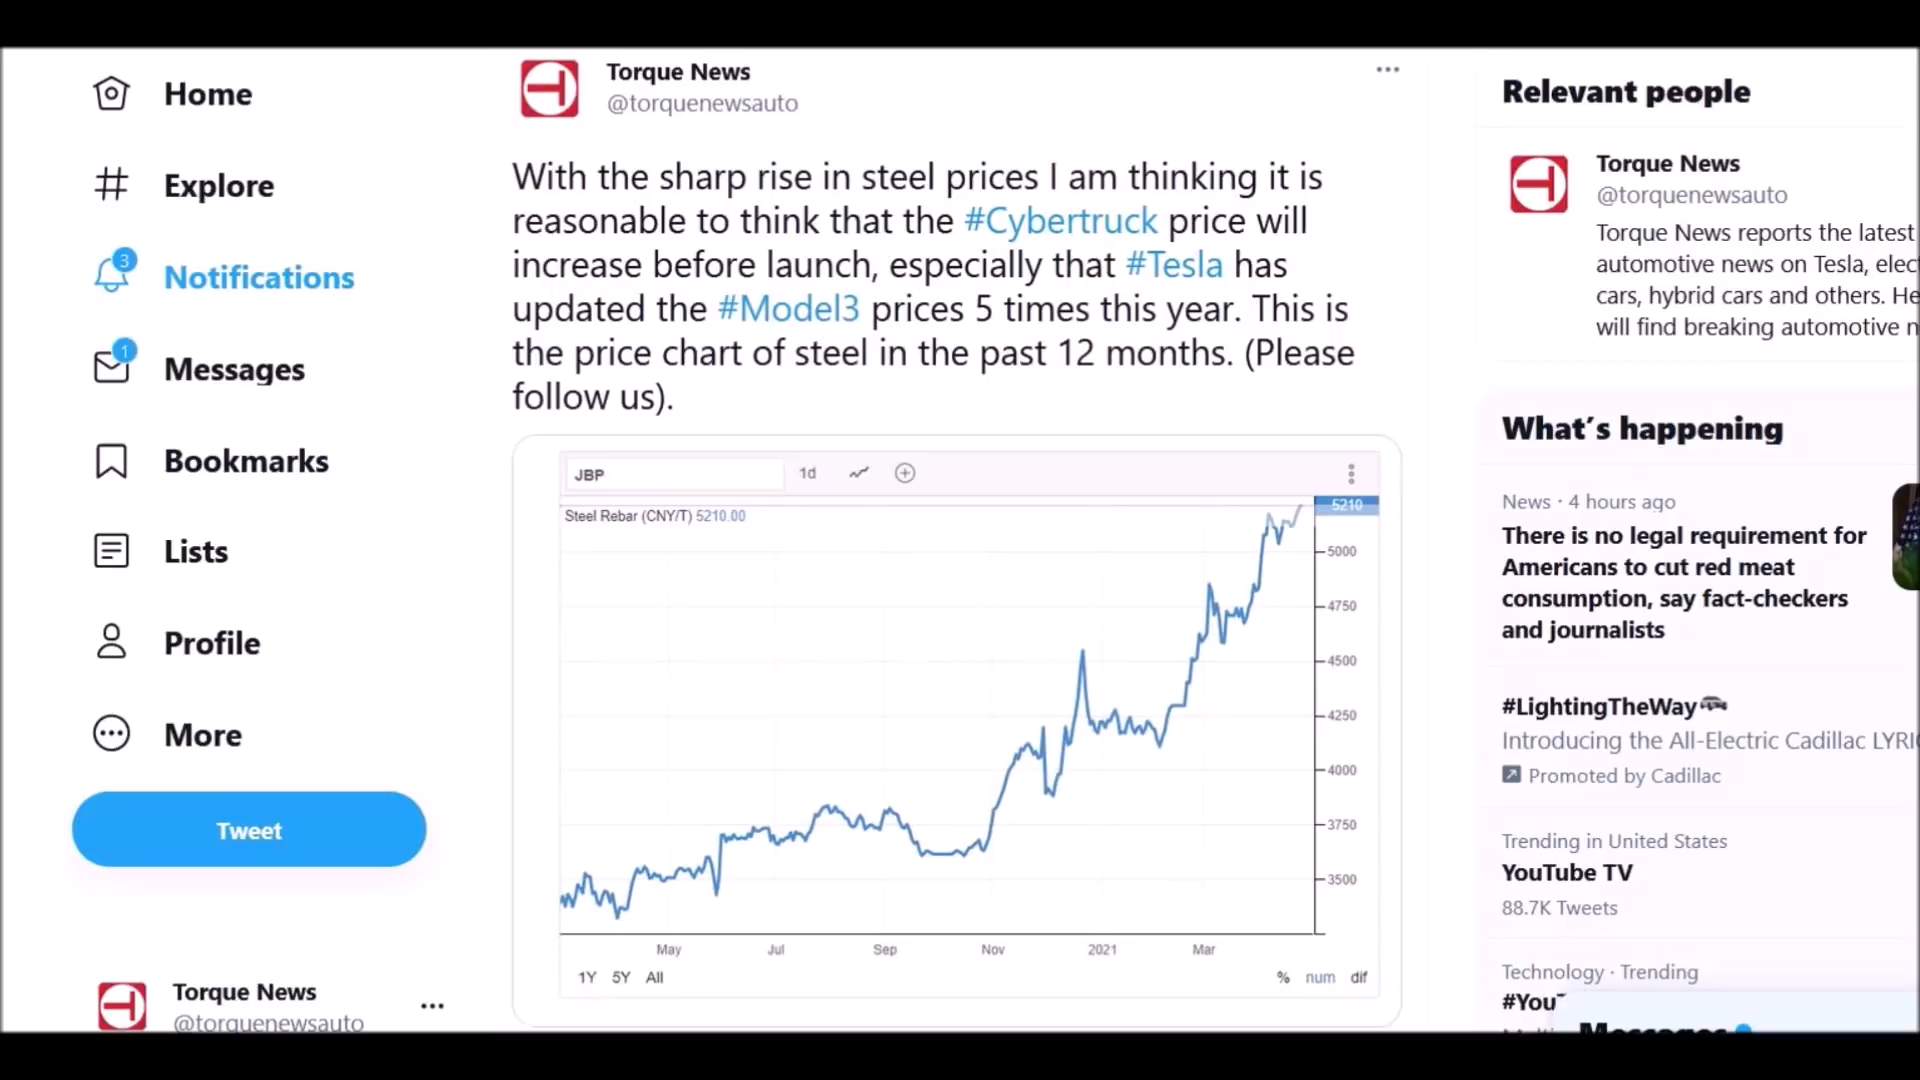 Home
Explore
3
Notifications
1
Messages
Bookmarks
Lists
Profile
More
Tweet
Torque News
@torquenewsauto
Torque News
@torquenewsauto
With the sharp rise in steel prices I am thinking it is
reasonable to think that the #Cybertruck price will
increase before launch, especially that #Tesla has
updated the #Model3 prices 5 times this year. This is
the price chart of steel in the past 12 months. (Please
follow us).
JBP 1d
Steel Rebar (CNY/T) 5210.00
5210
5000
4750
4500
4250
4000
3750
3500
May Jul Sep Nov 2021 Mar
1Y 5Y All % num dif
Relevant people
Torque News
@torquenewsauto
Torque News reports the latest
automotive news on Tesla, elec
cars, hybrid cars and others. He
will find breaking automotive n
What's happening
News · 4 hours ago
There is no legal requirement for
Americans to cut red meat
consumption, say fact-checkers
and journalists
#LightingTheWay
Introducing the All-Electric Cadillac LYRI
Promoted by Cadillac
Trending in United States
YouTube TV
88.7K Tweets
Technology · Trending
#YouT
Messages